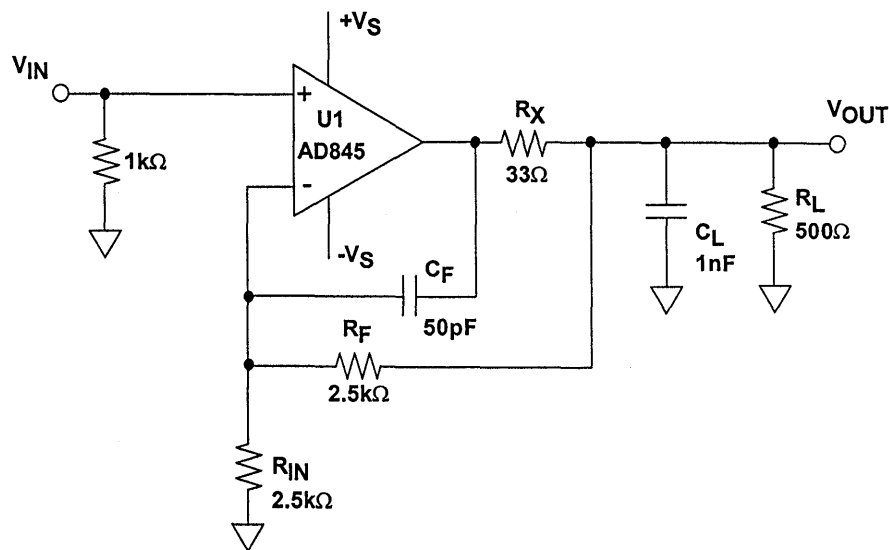 +VS
VIN
+
U1
AD845
-
-VS
1kΩ
RX
33Ω
VOUT
CL
1nF
RL
500Ω
CF
50pF
RF
2.5kΩ
RIN
2.5kΩ